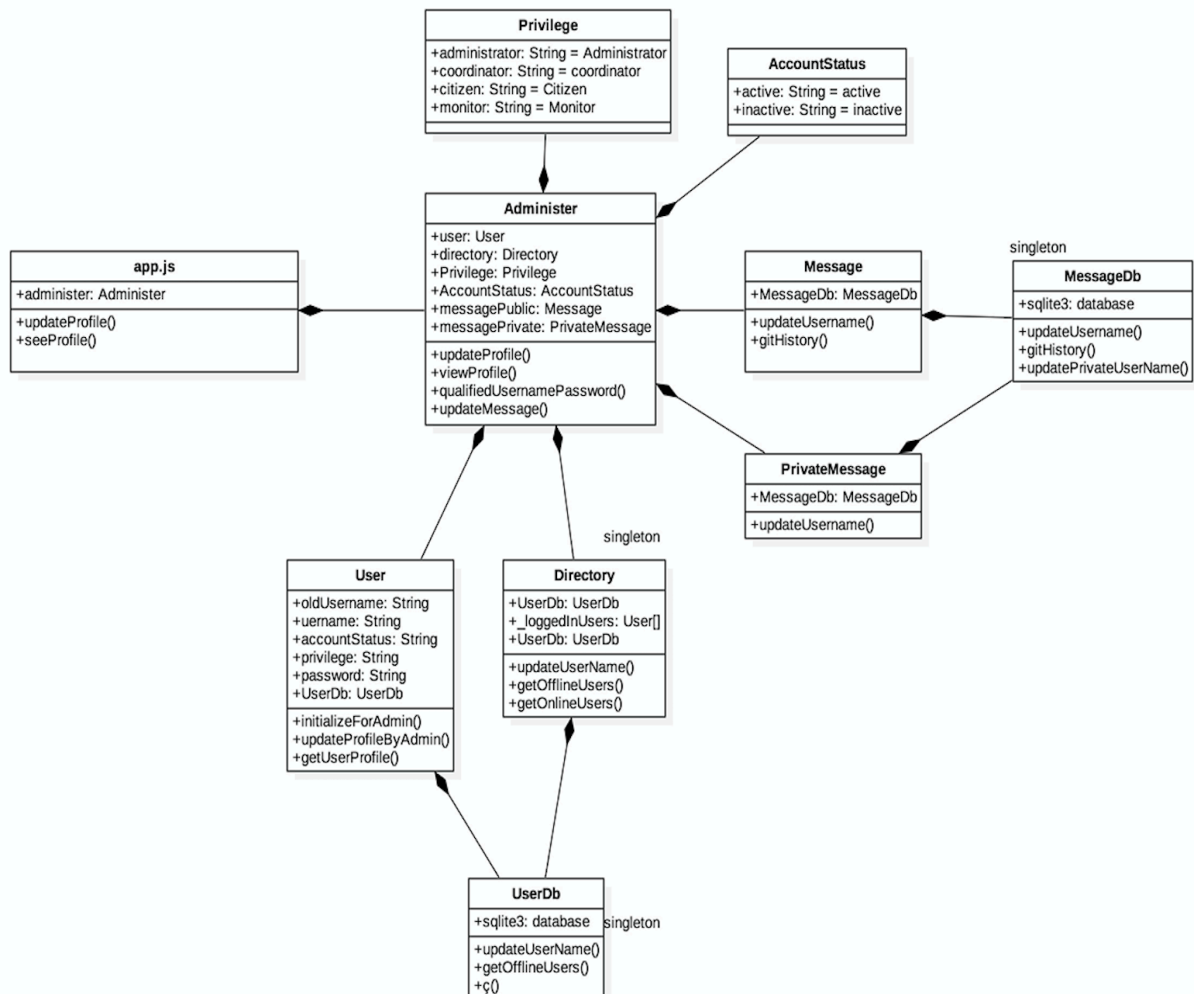 Privilege
+administrator: String = Administrator
+coordinator: String = coordinator
+citizen: String = Citizen
+monitor: String = Monitor
AccountStatus
+active: String = active
+inactive: String = inactive
Administer
+user: User
+directory: Directory
+Privilege: Privilege
+AccountStatus: AccountStatus
+messagePublic: Message
+messagePrivate: PrivateMessage
+updateProfile()
+viewProfile()
+qualifiedUsernamePassword()
+updateMessage()
app.js
+administer: Administer
+updateProfile()
+seeProfile()
Message
+MessageDb: MessageDb
+updateUsername()
+gitHistory()
singleton
MessageDb
+sqlite3: database
+updateUsername()
+gitHistory()
+updatePrivateUserName()
PrivateMessage
+MessageDb: MessageDb
+updateUsername()
User
+oldUsername: String
+uername: String
+accountStatus: String
+privilege: String
+password: String
+UserDb: UserDb
+initializeForAdmin()
+updateProfileByAdmin()
+getUserProfile()
singleton
Directory
+UserDb: UserDb
+_loggedInUsers: User[]
+UserDb: UserDb
+updateUserName()
+getOfflineUsers()
+getOnlineUsers()
UserDb
+sqlite3: database
singleton
+updateUserName()
+getOfflineUsers()
+ç()